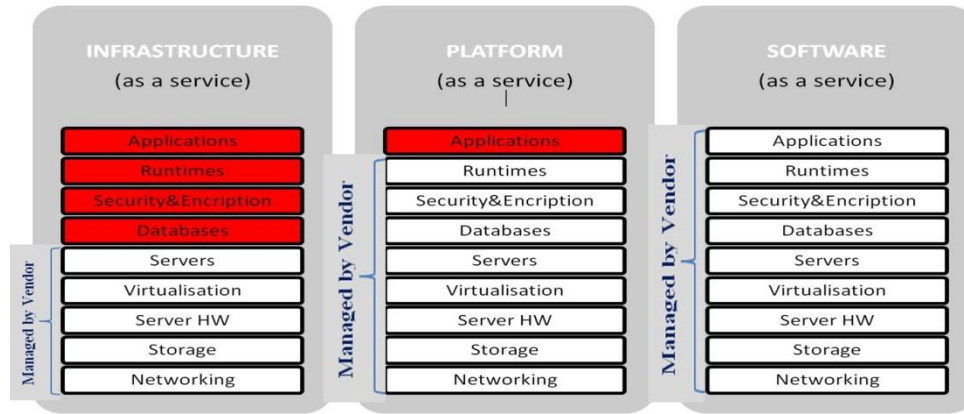 INFRASTRUCTURE
(as a service)
Applications
Runtimes
Security&Encription
Databases
Servers
Virtualisation
Server HW
Storage
Networking
Managed by Vendor
PLATFORM
(as a service)
Applications
Runtimes
Security&Encription
Databases
Servers
Virtualisation
Server HW
Storage
Networking
Managed by Vendor
SOFTWARE
(as a service)
Applications
Runtimes
Security&Encription
Databases
Servers
Virtualisation
Server HW
Storage
Networking
Managed by Vendor